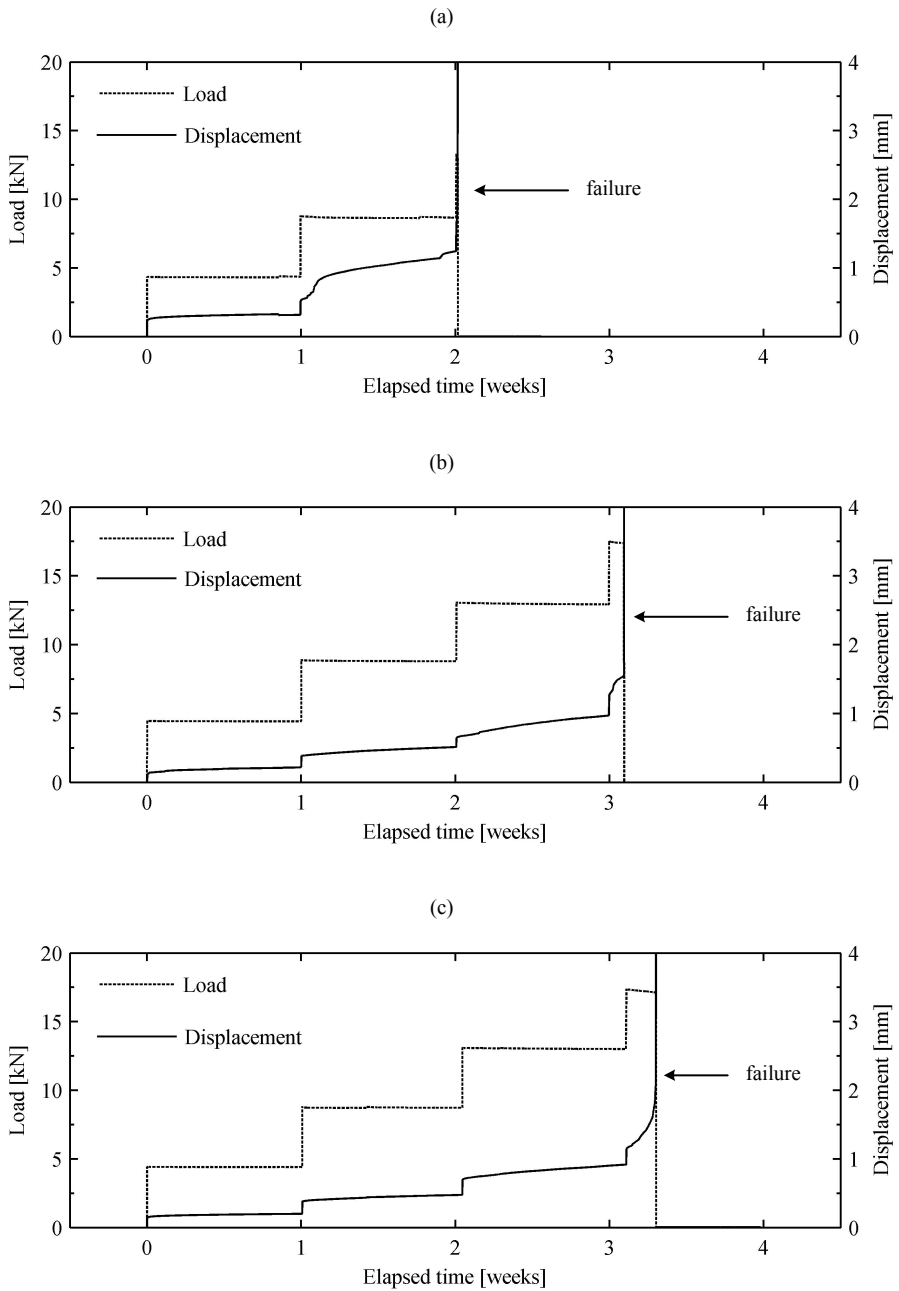 (a)
20
15
10
5
0
Load [kN]
Load
Displacement
failure
4
3
2
1
0
Displacement [mm]
0 1 2 3 4
Elapsed time [weeks]
(b)
20
15
10
5
0
Load [kN]
Load
Displacement
failure
4
3
2
1
0
Displacement [mm]
0 1 2 3 4
Elapsed time [weeks]
(c)
20
15
10
5
0
Load [kN]
Load
Displacement
failure
4
3
2
1
0
Displacement [mm]
0 1 2 3 4
Elapsed time [weeks]